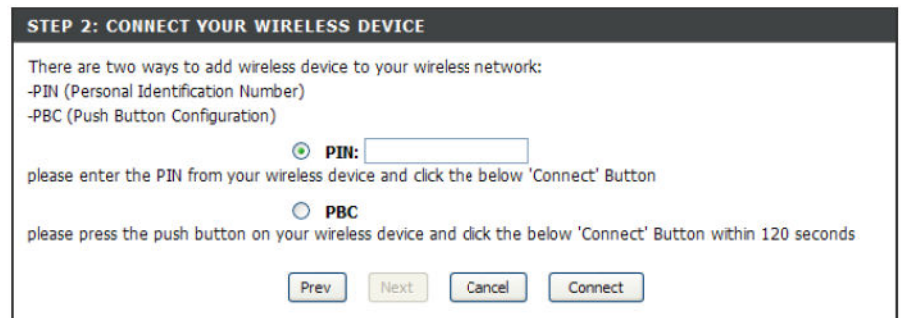 STEP 2: CONNECT YOUR WIRELESS DEVICE
There are two ways to add wireless device to your wireless network:
-PIN (Personal Identification Number)
-PBC (Push Button Configuration)
PIN:
please enter the PIN from your wireless device and click the below 'Connect' Button
PBC
please press the push button on your wireless device and click the below 'Connect' Button within 120 seconds
Prev Next Cancel Connect